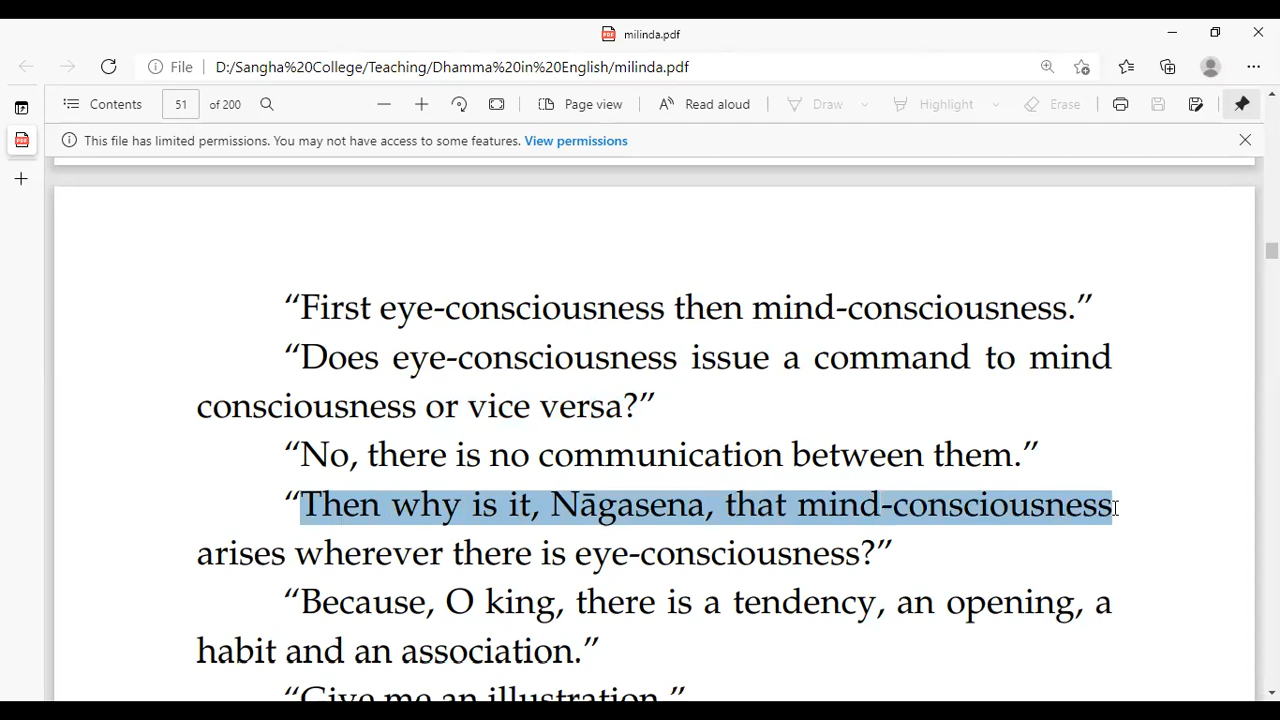 milinda.pdf
File D:/Sangha%20College/Teaching/Dhamma%20in%20English/milinda.pdf
Contents 51 of 200 Page view Read aloud Draw Highlight Erase
This file has limited permissions. You may not have access to some features. View permissions
“First eye-consciousness then mind-consciousness.”
“Does eye-consciousness issue a command to mind
consciousness or vice versa?”
“No, there is no communication between them.”
“Then why is it, Nāgasena, that mind-consciousness
arises wherever there is eye-consciousness?”
“Because, O king, there is a tendency, an opening, a
habit and an association.”
“Give me an illustration.”